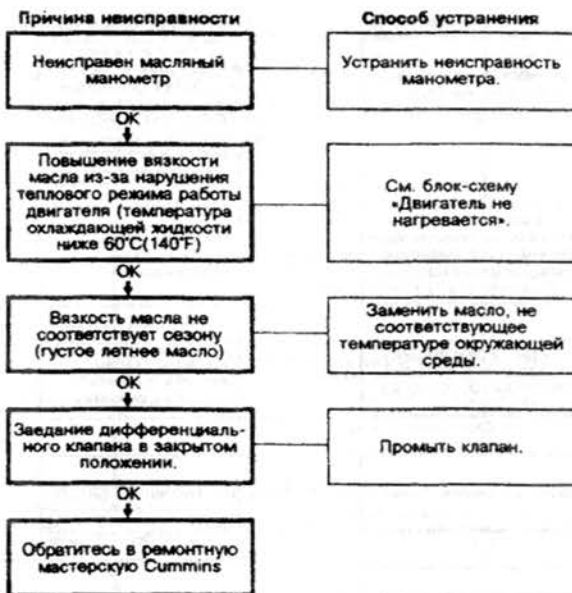 Причина неисправности
Способ устранения
Неисправен масляный
манометр
Устранить неисправность
манометра.
OK
Повышение вязкости
масла из-за нарушения
теплового режима работы
двигателя (температура
охлаждающей жидкости
ниже 60°C(140°F)
См. блок-схему
«Двигатель не
нагревается».
OK
Вязкость масла не
соответствует сезону
(густое летнее масло)
Заменить масло, не
соответствующее
температуре окружающей
среды.
OK
Заедание дифференциаль-
ного клапана в закрытом
положении.
Промыть клапан.
OK
Обратитесь в ремонтную
мастерскую Cummins